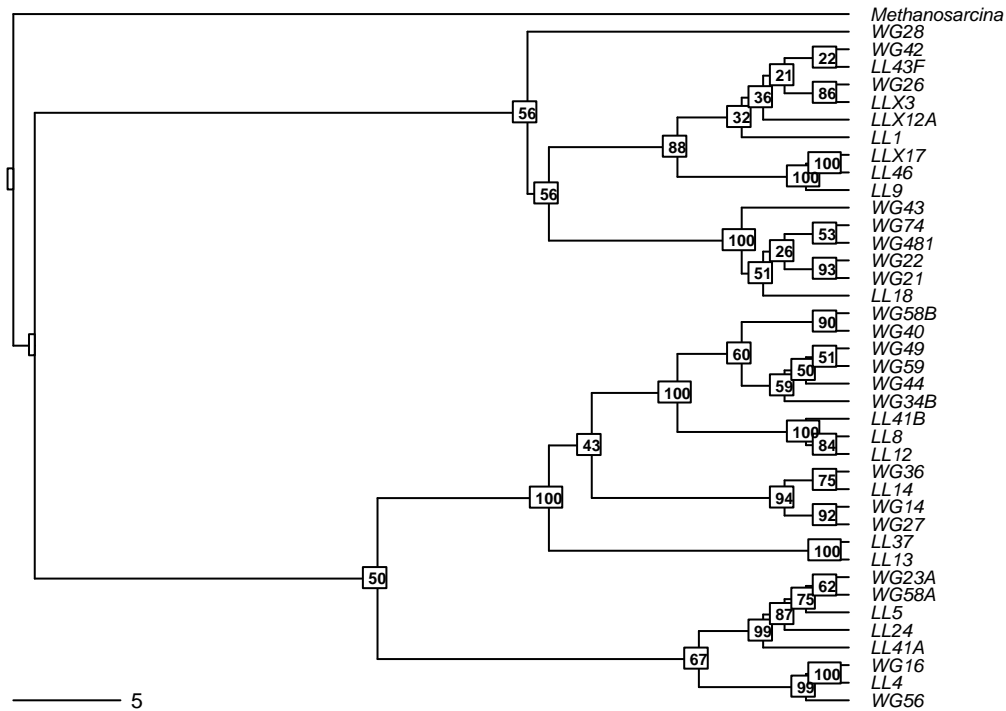 Methanosarcina
WG28
WG42
22
LL43F
21
WG26
36
86
LLX3
56
32
LLX12A
LL1
88
LLX17
100
LL46
100
LL9
56
WG43
WG74
53
100
WG481
26
WG22
51
93
WG21
LL18
WG58B
90
WG40
60
WG49
51
WG59
50
59
WG44
100
WG34B
LL41B
100
LL8
43
84
LL12
WG36
75
LL14
100
94
WG14
92
WG27
LL37
100
LL13
50
WG23A
62
WG58A
75
LL5
87
LL24
99
LL41A
67
WG16
100
LL4
99
WG56
5